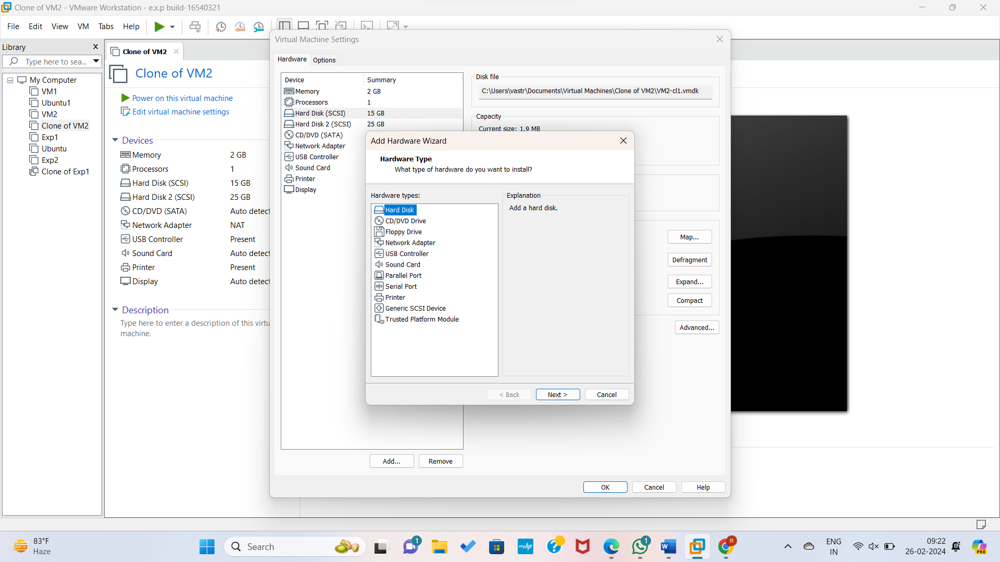 Clone of VM2 - VMware Workstation - e.x.p build-16540321
File Edit View VM Tabs Help
Library
Type here to sea...
My Computer
VM1
Ubuntu1
VM2
Clone of VM2
Exp1
Ubuntu
Exp2
Clone of Exp1
Clone of VM2
Clone of VM2
Power on this virtual machine
Edit virtual machine settings
Devices
Memory 2 GB
Processors 1
Hard Disk (SCSI) 15 GB
Hard Disk 2 (SCSI) 25 GB
CD/DVD (SATA) Auto detect
Network Adapter NAT
USB Controller Present
Sound Card Auto detect
Printer Present
Display Auto detect
Description
Type here to enter a description of this virtu
machine.
Virtual Machine Settings
Hardware Options
Device Summary
Memory 2 GB
Processors 1
Hard Disk (SCSI) 15 GB
Hard Disk 2 (SCSI) 25 GB
CD/DVD (SATA)
Network Adapter
USB Controller
Sound Card
Printer
Display
Add... Remove
Disk file
C:\Users\vastr\Documents\Virtual Machines\Clone of VM2\VM2-cl1.vmdk
Capacity
Current size: 1.9 MB
Map...
Defragment
Expand...
Compact
Advanced...
OK Cancel Help
Add Hardware Wizard
Hardware Type
What type of hardware do you want to install?
Hardware types:
Hard Disk
CD/DVD Drive
Floppy Drive
Network Adapter
USB Controller
Sound Card
Parallel Port
Serial Port
Printer
Generic SCSI Device
Trusted Platform Module
Explanation
Add a hard disk.
< Back Next > Cancel
83°F
Haze
Search
1
myhp
?
1
W
R
ENG
IN
09:22
26-02-2024
PRE